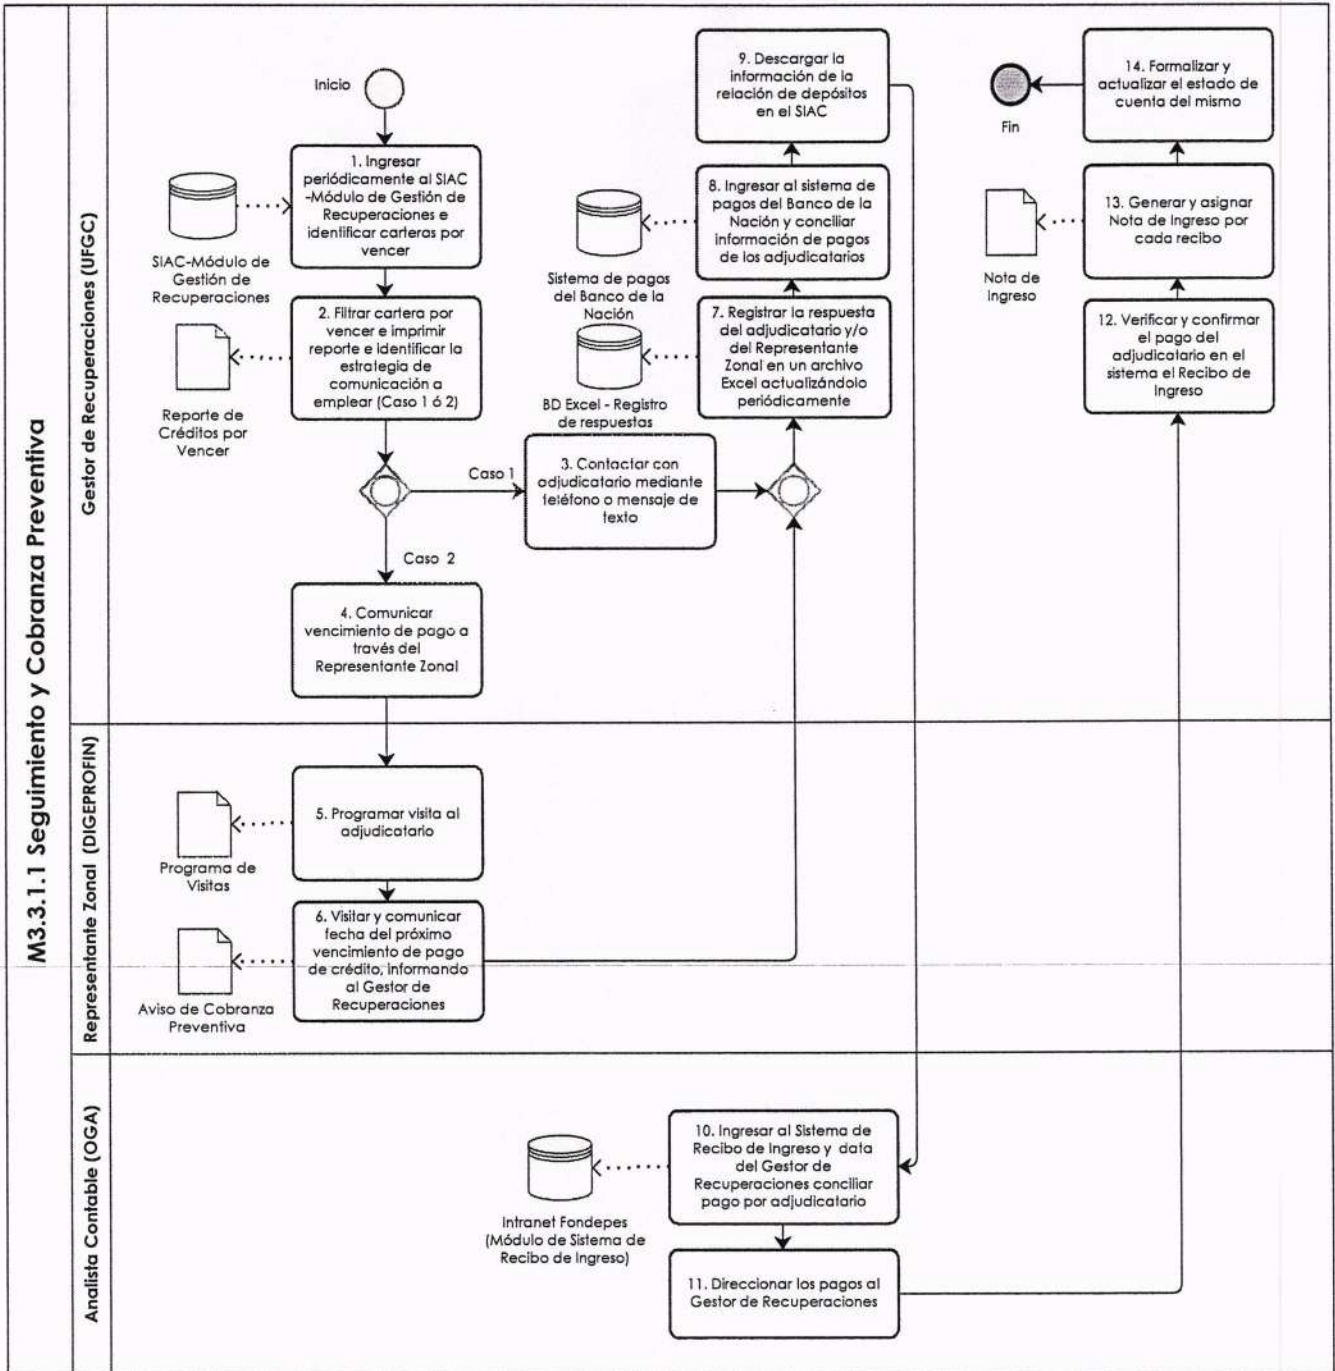 M3.3.1.1 Seguimiento y Cobranza Preventiva
Gestor de Recuperaciones (UFGC)
Inicio
1. Ingresar
periódicamente al SIAC
-Módulo de Gestión de
Recuperaciones e
identificar carteras por
vencer
SIAC-Módulo de
Gestión de
Recuperaciones
2. Filtrar cartera por
vencer e imprimir
reporte e identificar la
estrategia de
comunicación a
emplear (Caso 1 ó 2)
Reporte de
Créditos por
Vencer
Caso 1
3. Contactar con
adjudicatario mediante
teléfono o mensaje de
texto
Caso 2
4. Comunicar
vencimiento de pago a
través del
Representante Zonal
7. Registrar la respuesta
del adjudicatario y/o
del Representante
Zonal en un archivo
Excel actualizándolo
periódicamente
BD Excel - Registro
de respuestas
8. Ingresar al sistema de
pagos del Banco de la
Nación y conciliar
información de pagos
de los adjudicatarios
Sistema de pagos
del Banco de la
Nación
9. Descargar la
información de la
relación de depósitos
en el SIAC
12. Verificar y confirmar
el pago del
adjudicatario en el
sistema el Recibo de
Ingreso
13. Generar y asignar
Nota de Ingreso por
cada recibo
Nota de
Ingreso
14. Formalizar y
actualizar el estado de
cuenta del mismo
Fin
Representante Zonal (DIGEPROFIN)
5. Programar visita al
adjudicatario
Programa de
Visitas
6. Visitar y comunicar
fecha del próximo
vencimiento de pago
de crédito, informando
al Gestor de
Recuperaciones
Aviso de Cobranza
Preventiva
Analista Contable (OGA)
10. Ingresar al Sistema de
Recibo de Ingreso y data
del Gestor de
Recuperaciones conciliar
pago por adjudicatario
Intranet Fondepes
(Módulo de Sistema de
Recibo de Ingreso)
11. Direccionar los pagos al
Gestor de Recuperaciones